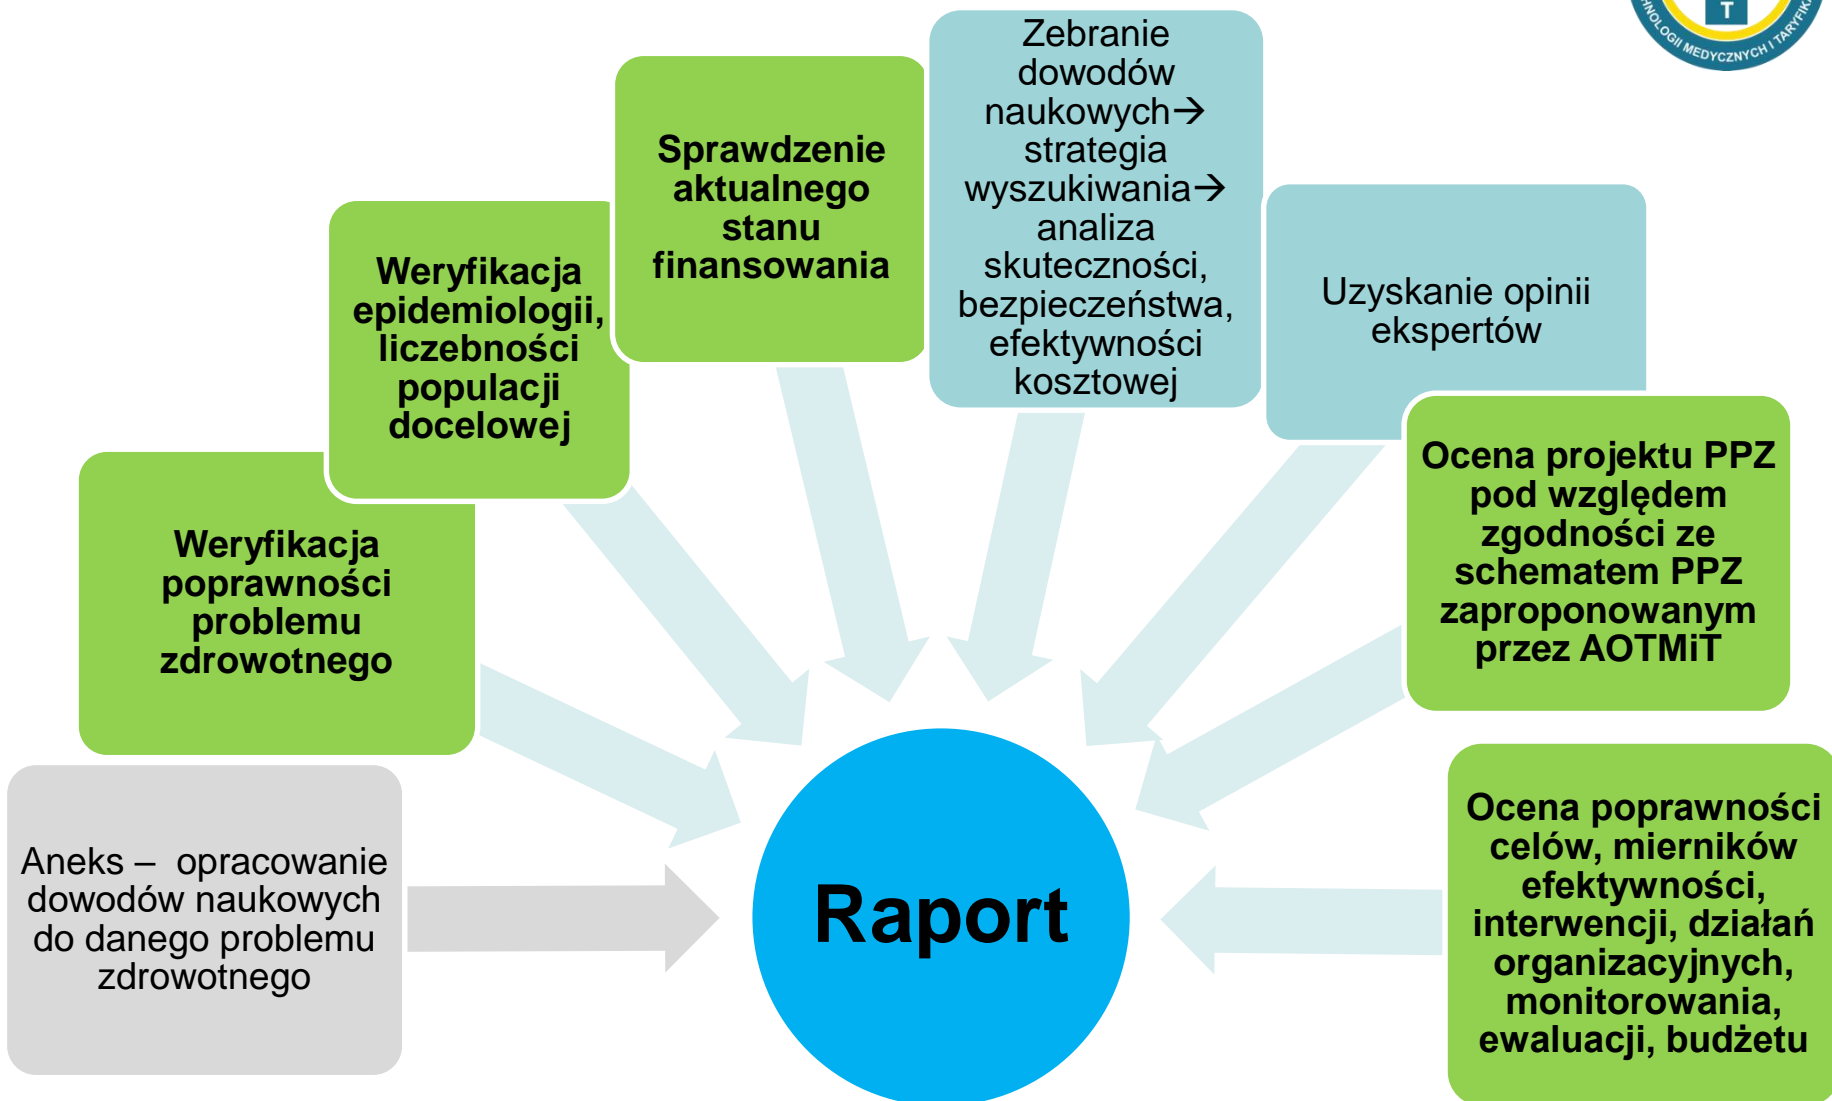 T
HNOLOGII MEDYCZNYCH I TARYFIKA
Zebranie
dowodów
naukowych→
strategia
wyszukiwania→
analiza
skuteczności,
bezpieczeństwa,
efektywności
kosztowej
Sprawdzenie
aktualnego
stanu
finansowania
Weryfikacja
epidemiologii,
liczebności
populacji
docelowej
Uzyskanie opinii
ekspertów
Weryfikacja
poprawności
problemu
zdrowotnego
Ocena projektu PPZ
pod względem
zgodności ze
schematem PPZ
zaproponowanym
przez AOTMiT
Aneks – opracowanie
dowodów naukowych
do danego problemu
zdrowotnego
Raport
Ocena poprawności
celów, mierników
efektywności,
interwencji, działań
organizacyjnych,
monitorowania,
ewaluacji, budżetu